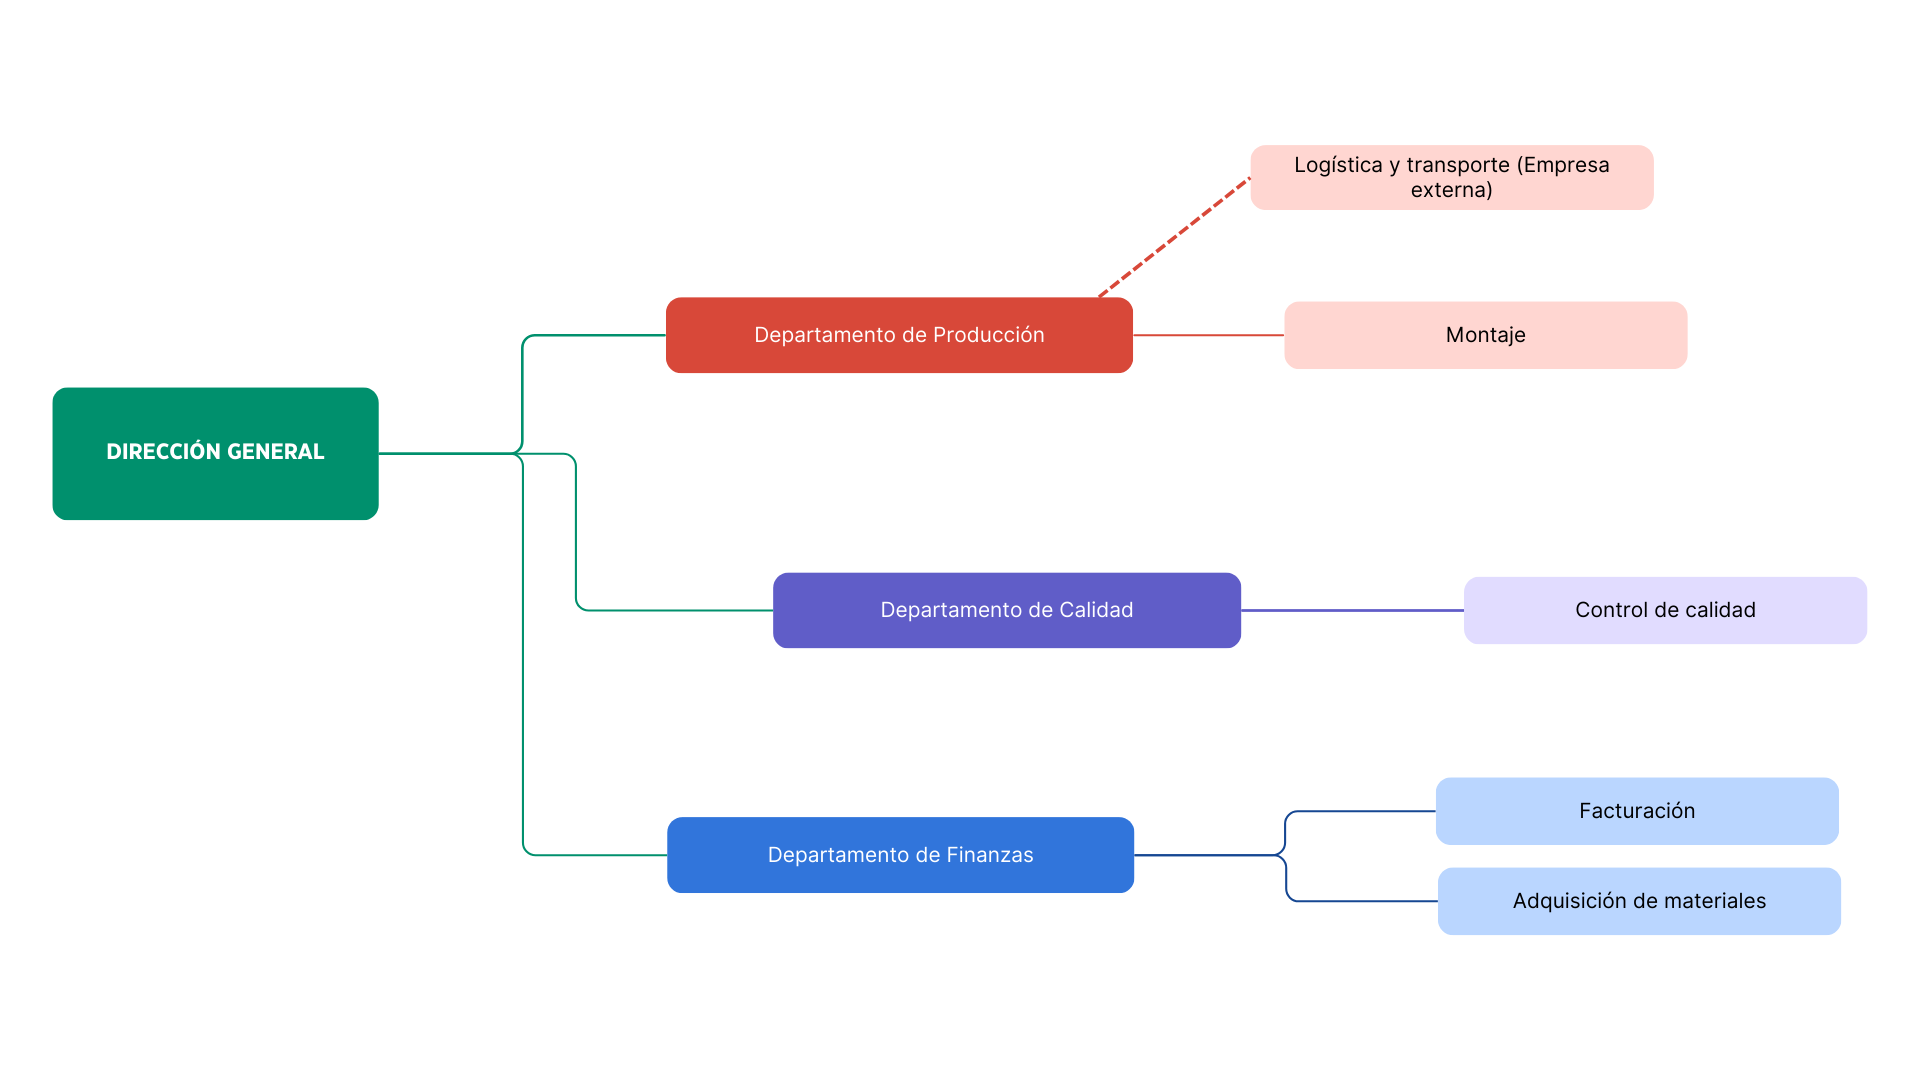 Logística y transporte (Empresa
externa)
Departamento de Producción
Montaje
DIRECCIÓN GENERAL
Departamento de Calidad
Control de calidad
Facturación
Departamento de Finanzas
Adquisición de materiales